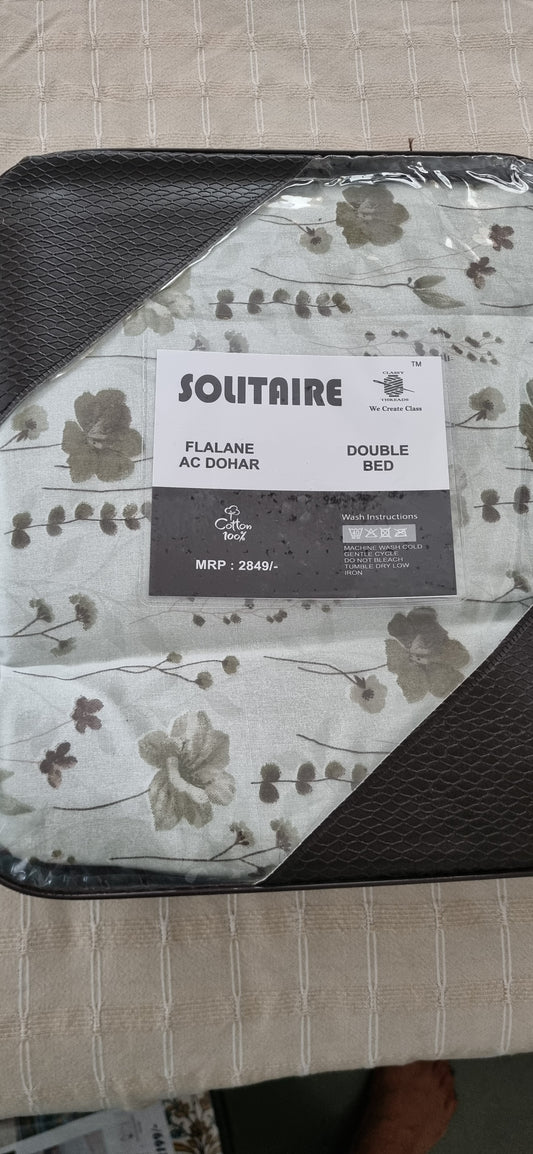 SOLITAIRE
TM
CLASSY
THREADS
We Create Class
FLALANE
AC DOHAR
DOUBLE
BED
Cotton
100%
MRP : 2849/-
Wash Instructions
MACHINE WASH COLD
GENTLE CYCLE
DO NOT BLEACH
TUMBLE DRY LOW
IRON